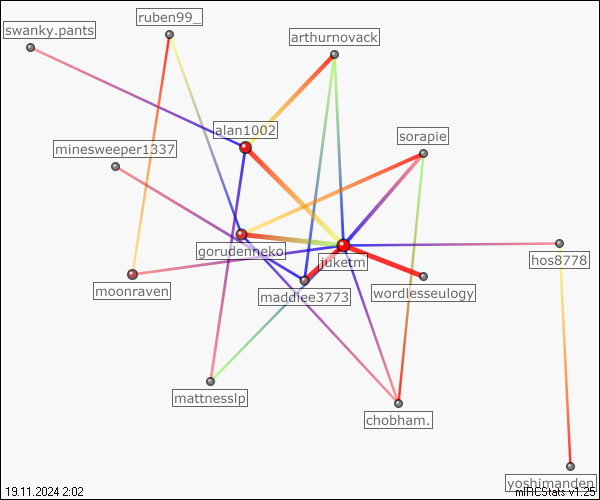 ruben99_
swanky.pants
arthurnovack
alan1002
sorapie
minesweeper1337
gorudenneko
juketm
hos8778
moonraven
maddiee3773
wordlesseulogy
mattnesslp
chobham.
yoshimanden
19.11.2024 2:02
mIRCStats v1.25